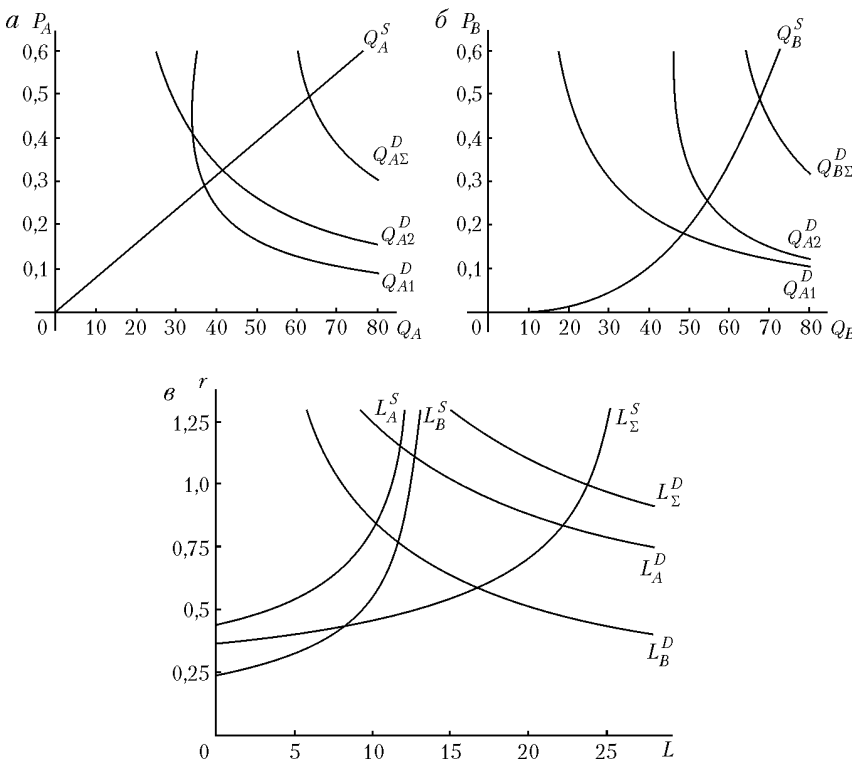 а P_A
0,6
0,5
0,4
0,3
0,2
0,1
0 10 20 30 40 50 60 70 80 Q_A
Q_A^S
Q_{AΣ}^D
Q_{A2}^D
Q_{A1}^D
б P_B
0,6
0,5
0,4
0,3
0,2
0,1
0 10 20 30 40 50 60 70 80 Q_B
Q_B^S
Q_{BΣ}^D
Q_{A2}^D
Q_{A1}^D
в r
1,25
1,0
0,75
0,5
0,25
0 5 10 15 20 25 L
L_A^S
L_B^S
L_Σ^S
L_Σ^D
L_A^D
L_B^D